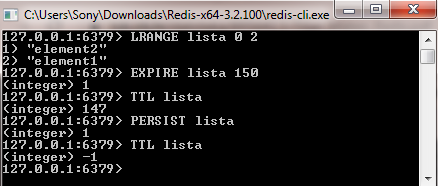 C:\Users\Sony\Downloads\Redis-x64-3.2.100\redis-cli.exe
127.0.0.1:6379> LRANGE lista 0 2
1) "element2"
2) "element1"
127.0.0.1:6379> EXPIRE lista 150
(integer) 1
127.0.0.1:6379> TTL lista
(integer) 147
127.0.0.1:6379> PERSIST lista
(integer) 1
127.0.0.1:6379> TTL lista
(integer) -1
127.0.0.1:6379>